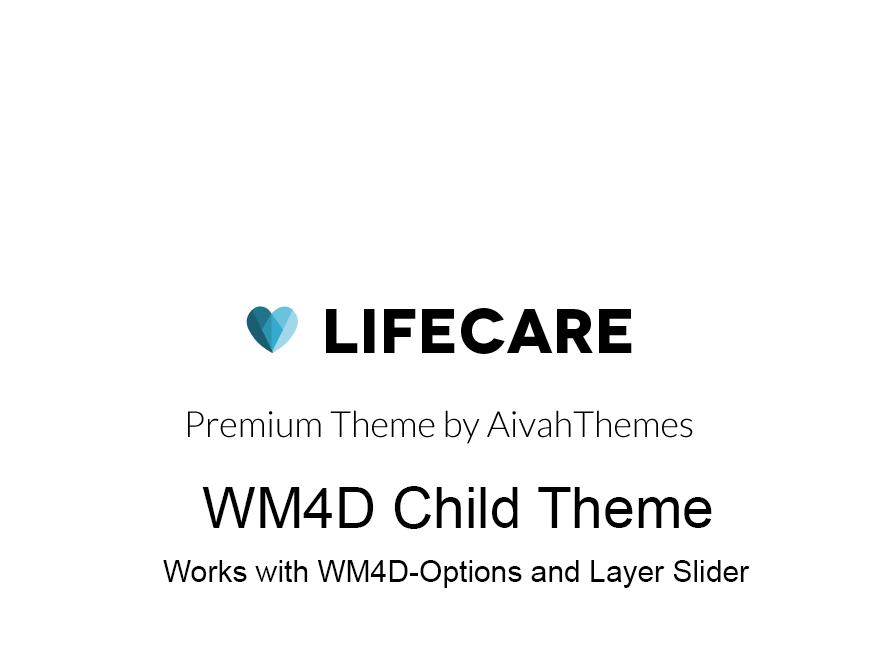 LIFECARE
Premium Theme by AivahThemes
WM4D Child Theme
Works with WM4D-Options and Layer Slider